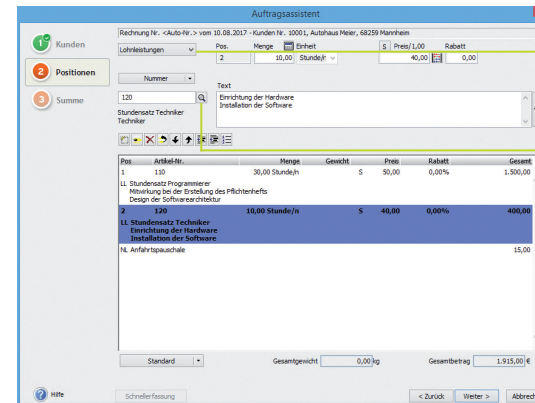 Auftragsassistent
1 Kunden
2 Positionen
3 Summe
Rechnung Nr. <Auto-Nr.> vom 10.08.2017 - Kunden Nr. 10001, Autohaus Meier, 68259 Mannheim
Lohnleistungen Pos. Menge Einheit S Preis/1,00 Rabatt
2 10,00 Stunde/n 40,00 0,00
Nummer
Text
120 Einrichtung der Hardware
Installation der Software
Stundensatz Techniker
Techniker
Pos Artikel-Nr. Menge Gewicht Preis Rabatt Gesamt
1 110 30,00 Stunde/n S 50,00 0,00% 1.500,00
LL Stundensatz Programmierer
Mitwirkung bei der Erstellung des Pflichtenhefts
Design der Softwarearchitektur
2 120 10,00 Stunde/n S 40,00 0,00% 400,00
LL Stundensatz Techniker
Einrichtung der Hardware
Installation der Software
NL Anfahrtspauschale 15,00
Standard Gesamtgewicht 0,00 kg Gesamtbetrag 1.915,00 €
Hilfe Schnellerfassung < Zurück Weiter > Abbrech